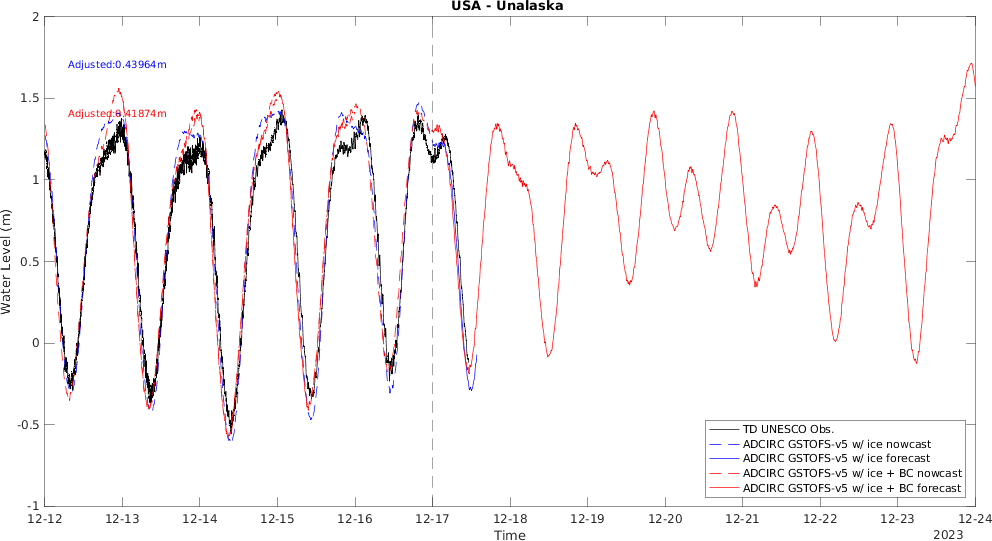 USA - Unalaska
Adjusted:0.43964m
Adjusted:0.41874m
Water Level (m)
2
1.5
1
0.5
0
-0.5
-1
TD UNESCO Obs.
ADCIRC GSTOFS-v5 w/ ice nowcast
ADCIRC GSTOFS-v5 w/ ice forecast
ADCIRC GSTOFS-v5 w/ ice + BC nowcast
ADCIRC GSTOFS-v5 w/ ice + BC forecast
12-12 12-13 12-14 12-15 12-16 12-17 12-18 12-19 12-20 12-21 12-22 12-23 12-24
Time
2023